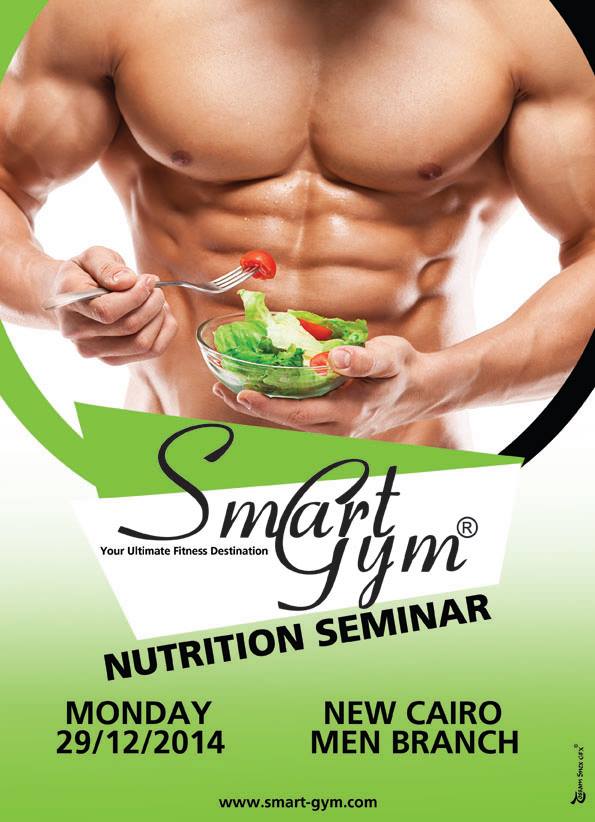 Smart
Gym®
Your Ultimate Fitness Destination
NUTRITION SEMINAR
MONDAY
29/12/2014
NEW CAIRO
MEN BRANCH
www.smart-gym.com